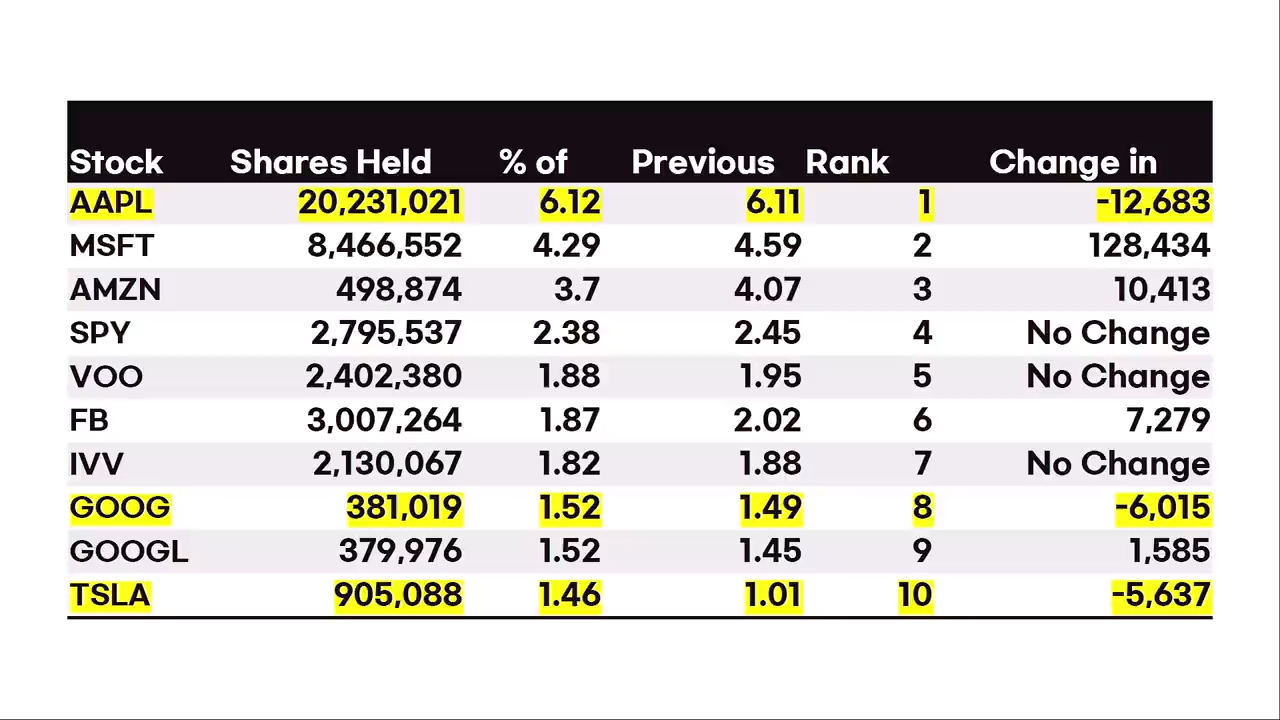 Stock Shares Held % of Previous Rank Change in
AAPL 20,231,021 6.12 6.11 1 -12,683
MSFT 8,466,552 4.29 4.59 2 128,434
AMZN 498,874 3.7 4.07 3 10,413
SPY 2,795,537 2.38 2.45 4 No Change
VOO 2,402,380 1.88 1.95 5 No Change
FB 3,007,264 1.87 2.02 6 7,279
IVV 2,130,067 1.82 1.88 7 No Change
GOOG 381,019 1.52 1.49 8 -6,015
GOOGL 379,976 1.52 1.45 9 1,585
TSLA 905,088 1.46 1.01 10 -5,637